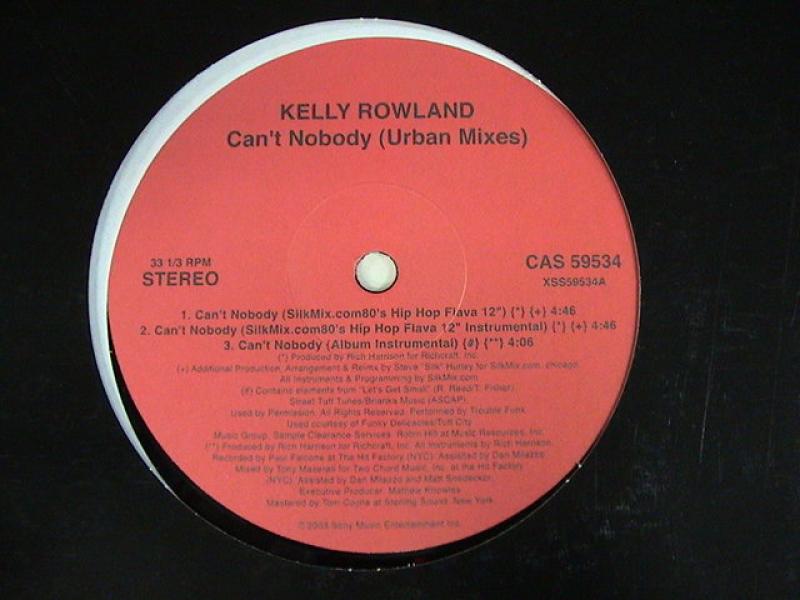 KELLY ROWLAND
Can't Nobody (Urban Mixes)
33 1/3 RPM
STEREO
CAS 59534
XSS59534A
1. Can't Nobody (SilkMix.com80's Hip Hop Flava 12") {*} {+} 4:46
2. Can't Nobody (SilkMix.com80's Hip Hop Flava 12" Instrumental) {*} {+} 4:46
3. Can't Nobody (Album Instrumental) {#} {**} 4:06
(*) Produced by Rich Harrison for Richcraft, Inc.
(+) Additional Production, Arrangement & Remix by Steve "Silk" Hurley for SilkMix.com, chicago.
All Instruments & Programming by SilkMix.com
(#) Contains elements from "Let's Get Small" (R. Reed/T. Fisher).
Street Tuff Tunes/Brianka Music (ASCAP).
Used by Permission. All Rights Reserved. Performed by Trouble Funk
Used courtesy of Funky Delicacies/Tuff City
Music Group, Sample Clearance Services: Robin Hill at Music Resources, Inc.
(**) Produced by Rich Harrison for Richcraft, Inc. All Instruments by Rich Harrison.
Recorded by Paul Falcone at The Hit Factory (NYC). Assisted by Dan Milazzo
Mixed by Tony Maserati for Two Chord Music, Inc. at the Hit Factory
(NYC). Assisted by Dan Milazzo and Matt Snedecker.
Executive Producer: Mathew Knowles
Mastered by Tom Coyne at Sterling Sound, New York.
© 2003 Sony Music Entertainment Inc.